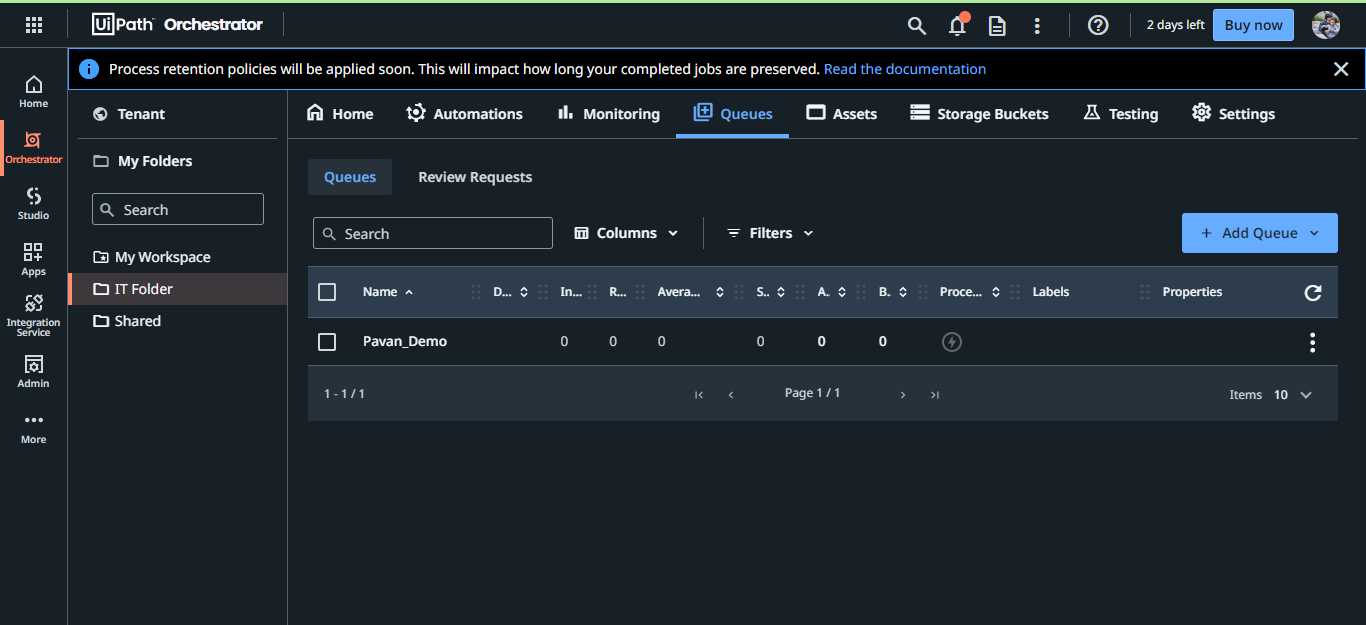 UiPath Orchestrator
2 days left
Buy now
Process retention policies will be applied soon. This will impact how long your completed jobs are preserved. Read the documentation
Home
Orchestrator
Studio
Apps
Integration
Service
Admin
More
Tenant
My Folders
Search
My Workspace
IT Folder
Shared
Home Automations Monitoring Queues Assets Storage Buckets Testing Settings
Queues Review Requests
Search Columns Filters + Add Queue
Name D... In... R... Avera... S.. A. B. Proce... Labels Properties
Pavan_Demo 0 0 0 0 0 0
1 - 1 / 1 Page 1 / 1 Items 10